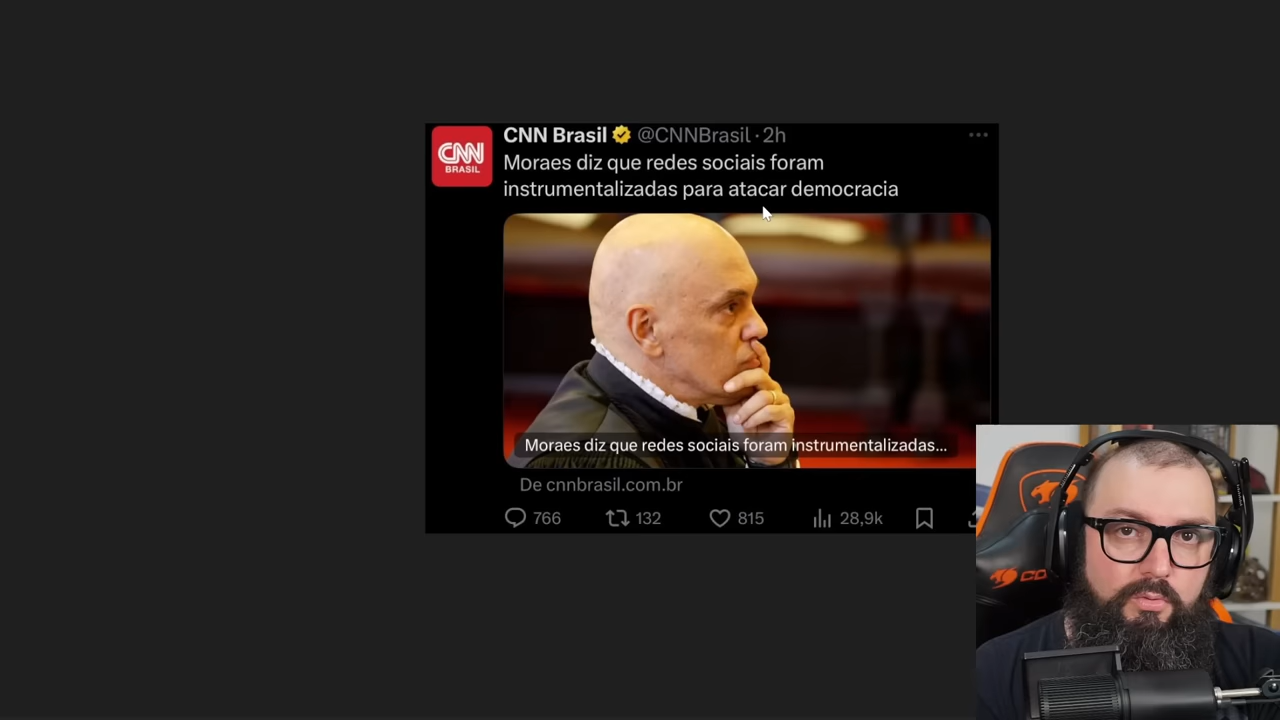 CNN
BRASIL
CNN Brasil @CNNBrasil · 2h
Moraes diz que redes sociais foram
instrumentalizadas para atacar democracia
Moraes diz que redes sociais foram instrumentalizadas...
De cnnbrasil.com.br
766 132 815 28,9k